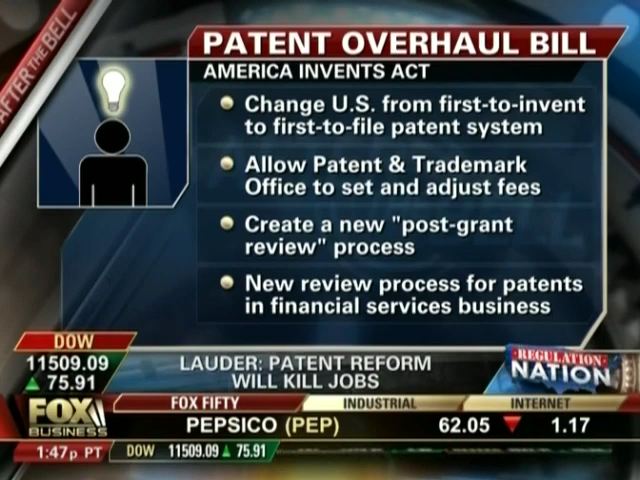 AFTER THE BELL
PATENT OVERHAUL BILL
AMERICA INVENTS ACT
Change U.S. from first-to-invent
to first-to-file patent system
Allow Patent & Trademark
Office to set and adjust fees
Create a new "post-grant
review" process
New review process for patents
in financial services business
DOW
11509.09
75.91
LAUDER: PATENT REFORM
WILL KILL JOBS
REGULATION
NATION
FOX
BUSINESS
FOX FIFTY INDUSTRIAL INTERNET
PEPSICO (PEP) 62.05 ▼ 1.17
1:47p PT DOW 11509.09 ▲ 75.91